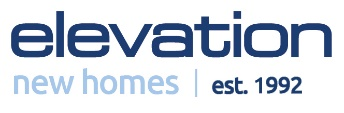 elevation
new homes | est. 1992